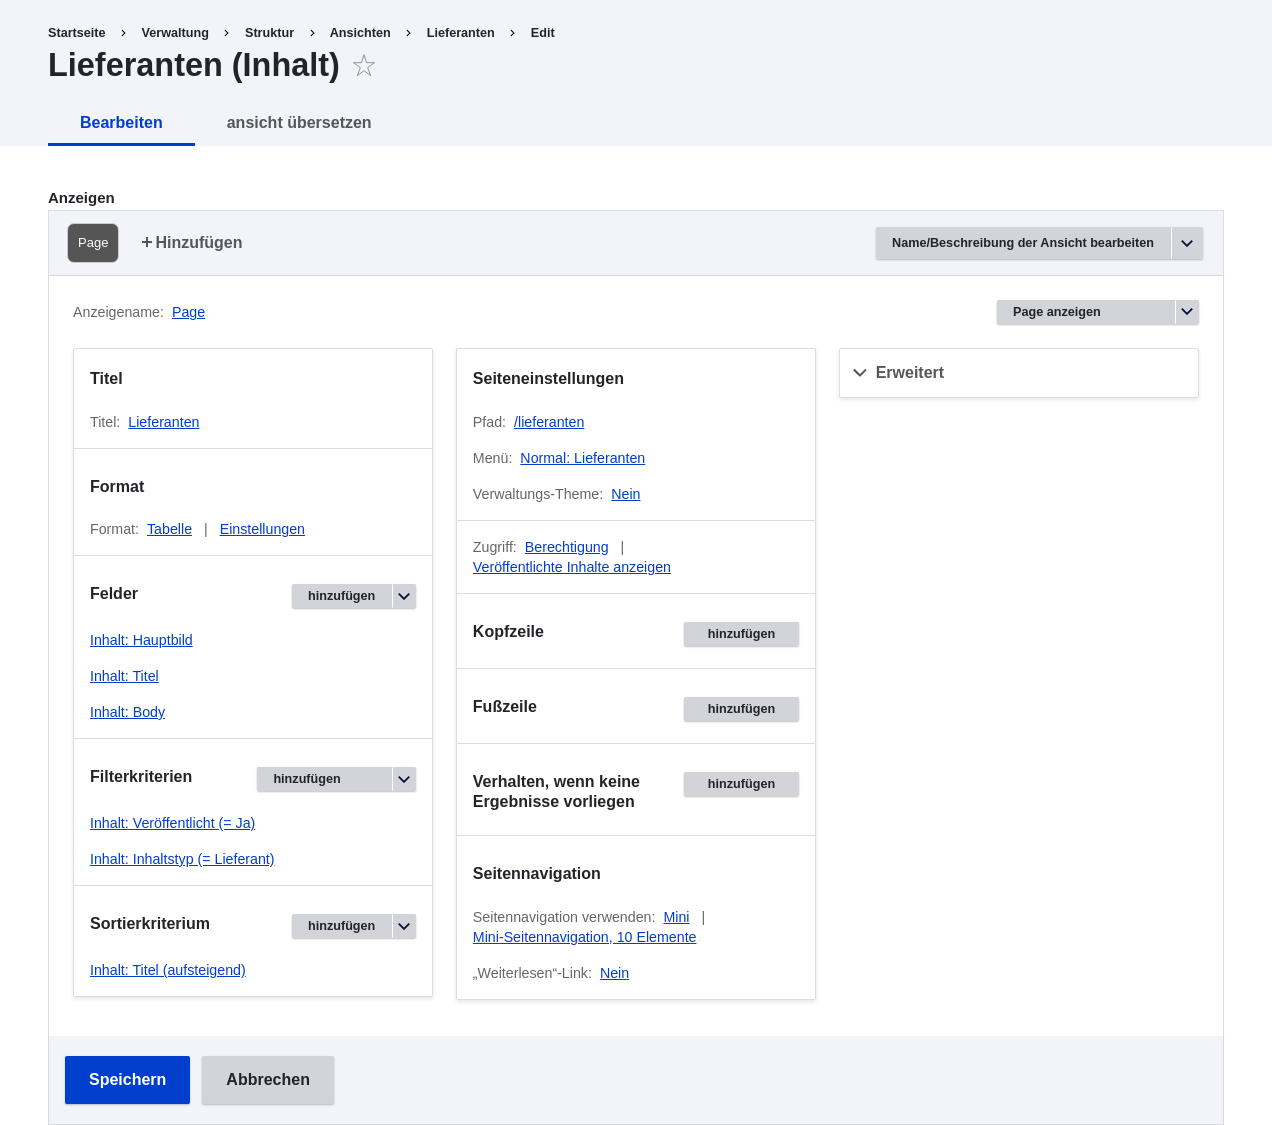 Startseite > Verwaltung > Struktur > Ansichten > Lieferanten > Edit
Lieferanten (Inhalt) ☆
Bearbeiten ansicht übersetzen
Anzeigen
Page +Hinzufügen Name/Beschreibung der Ansicht bearbeiten
Anzeigename: Page Page anzeigen
Titel
Titel: Lieferanten
Format
Format: Tabelle | Einstellungen
Felder hinzufügen
Inhalt: Hauptbild
Inhalt: Titel
Inhalt: Body
Filterkriterien hinzufügen
Inhalt: Veröffentlicht (= Ja)
Inhalt: Inhaltstyp (= Lieferant)
Sortierkriterium hinzufügen
Inhalt: Titel (aufsteigend)
Seiteneinstellungen
Pfad: /lieferanten
Menü: Normal: Lieferanten
Verwaltungs-Theme: Nein
Zugriff: Berechtigung |
Veröffentlichte Inhalte anzeigen
Kopfzeile hinzufügen
Fußzeile hinzufügen
Verhalten, wenn keine hinzufügen
Ergebnisse vorliegen
Seitennavigation
Seitennavigation verwenden: Mini |
Mini-Seitennavigation, 10 Elemente
„Weiterlesen“-Link: Nein
Erweitert
Speichern Abbrechen